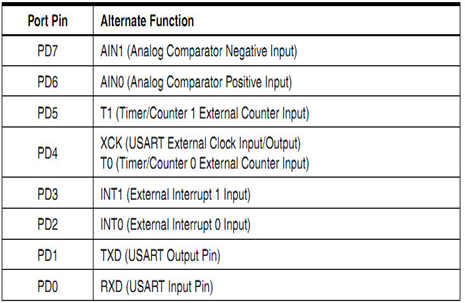 Port Pin Alternate Function
PD7 AIN1 (Analog Comparator Negative Input)
PD6 AIN0 (Analog Comparator Positive Input)
PD5 T1 (Timer/Counter 1 External Counter Input)
PD4 XCK (USART External Clock Input/Output)
T0 (Timer/Counter 0 External Counter Input)
PD3 INT1 (External Interrupt 1 Input)
PD2 INT0 (External Interrupt 0 Input)
PD1 TXD (USART Output Pin)
PD0 RXD (USART Input Pin)